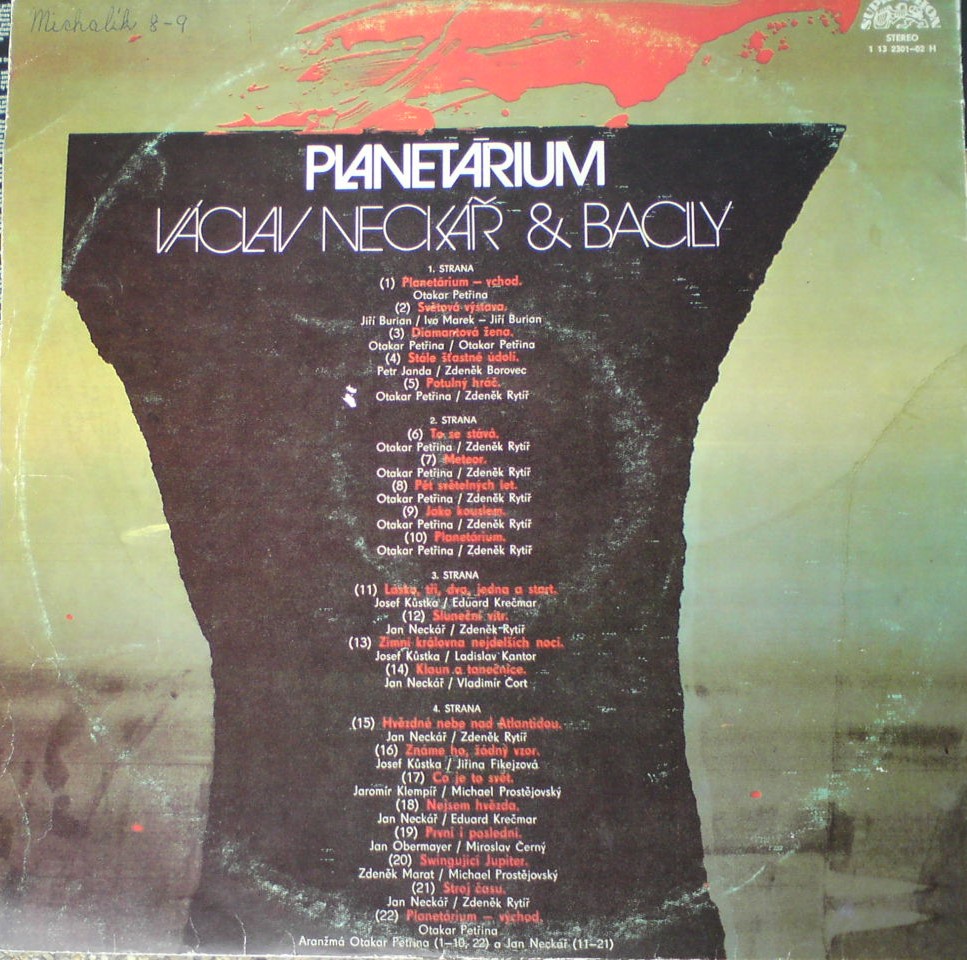 Michalík 8-9
SUPRAPHON
STEREO
1 13 2301-02 H
PLANETÁRIUM
VÁCLAV NECKÁŘ & BACILY
1. STRANA
(1) Planetárium – vchod.
Otakar Petřina
(2) Světová výstava.
Jiří Burian / Ivo Marek – Jiří Burian
(3) Diamantová žena.
Otakar Petřina / Otakar Petřina
(4) Stále šťastné údolí.
Petr Janda / Zdeněk Borovec
(5) Potulný hráč.
Otakar Petřina / Zdeněk Rytíř
2. STRANA
(6) To se stává.
Otakar Petřina / Zdeněk Rytíř
(7) Meteor.
Otakar Petřina / Zdeněk Rytíř
(8) Pět světelných let.
Otakar Petřina / Zdeněk Rytíř
(9) Jako kouzlem.
Otakar Petřina / Zdeněk Rytíř
(10) Planetárium.
Otakar Petřina / Zdeněk Rytíř
3. STRANA
(11) Láska, tři, dva, jedna a start.
Josef Kůstka / Eduard Krečmar
(12) Sluneční vítr.
Jan Neckář / Zdeněk Rytíř
(13) Zimní královna nejdelších nocí.
Josef Kůstka / Ladislav Kantor
(14) Klaun a tanečnice.
Jan Neckář / Vladimír Čort
4. STRANA
(15) Hvězdné nebe nad Atlantidou.
Jan Neckář / Zdeněk Rytíř
(16) Známe ho, žádný vzor.
Josef Kůstka / Jiřina Fikejzová
(17) Co je to svět.
Jaromír Klempíř / Michael Prostějovský
(18) Nejsem hvězda.
Jan Neckář / Eduard Krečmar
(19) První i poslední.
Jan Obermayer / Miroslav Černý
(20) Swingující Jupiter.
Zdeněk Marat / Michael Prostějovský
(21) Stroj času.
Jan Neckář / Zdeněk Rytíř
(22) Planetárium – východ.
Otakar Petřina
Aranžmá Otakar Petřina (1–10, 22) a Jan Neckář (11–21)